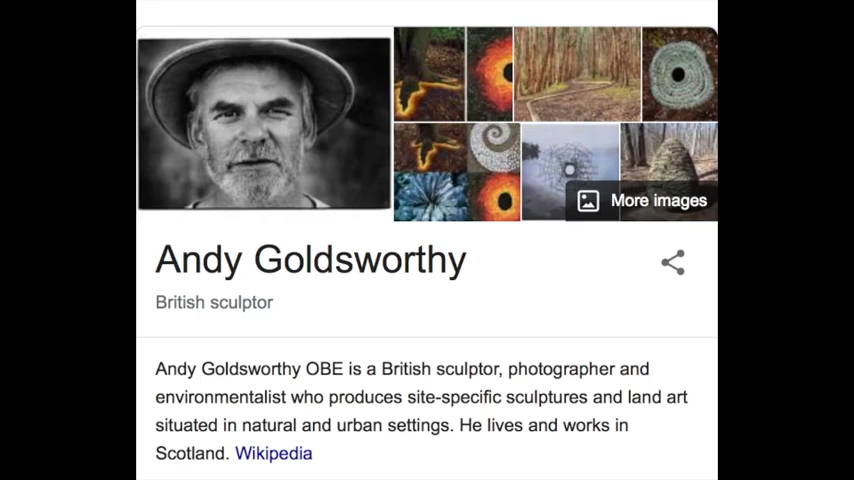 More images
Andy Goldsworthy
British sculptor
Andy Goldsworthy OBE is a British sculptor, photographer and
environmentalist who produces site-specific sculptures and land art
situated in natural and urban settings. He lives and works in
Scotland. Wikipedia